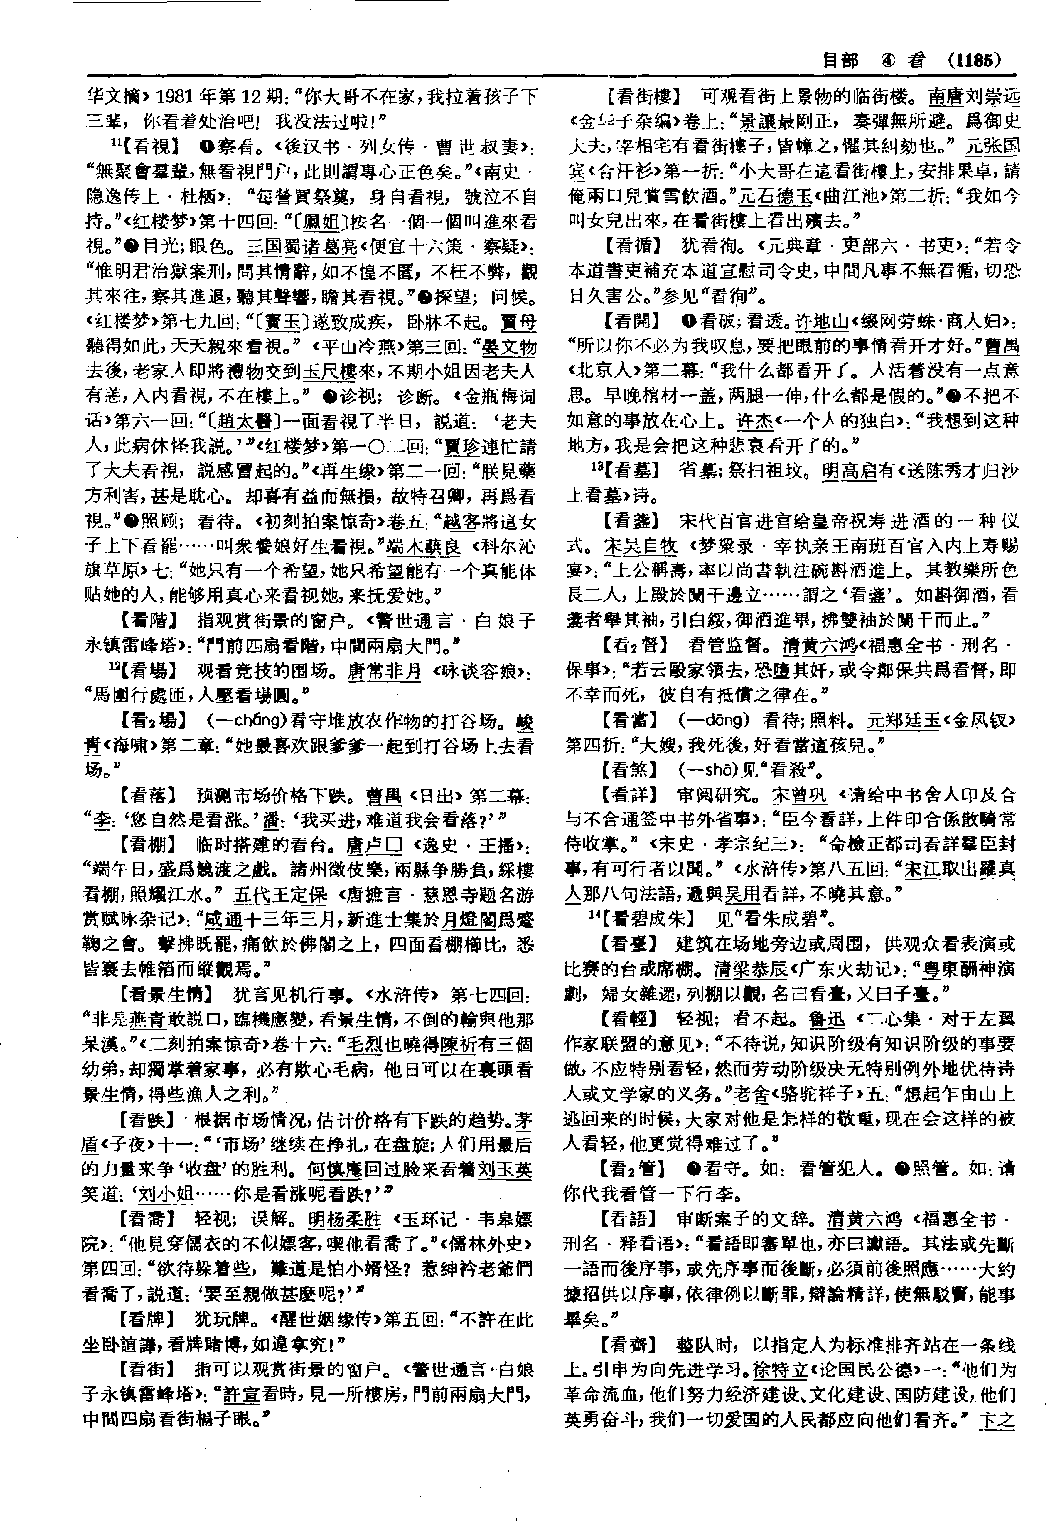 目部 ④ 看 (1185)
华文摘》1981年第12期：“你大哥不在家，我拉着孩子下
三辈，你看着处治吧！我没法过啦！”
¹¹【看視】 ❶察看。《後汉书·列女传·曹世叔妻》：
“無聚會羣輩，無看視門户，此則謂專心正色矣。”《南史·
隐逸传上·杜栖》：“每營買祭奠，身自看視，號泣不自
持。”《红楼梦》第十四回：“〔鳳姐〕按名一個一個叫進來看
視。”❷目光；眼色。三国蜀诸葛亮《便宜十六策·察疑》：
“惟明君治獄案刑，問其情辭，如不惶不匿，不枉不弊，觀
其來往，察其進退，聽其聲響，瞻其看視。”❸探望；问候。
《红楼梦》第七九回：“〔寶玉〕遂致成疾，卧牀不起。賈母
聽得如此，天天親來看視。”《平山冷燕》第三回：“晏文物
去後，老家人即將禮物交到玉尺樓來，不期小姐因老夫人
有恙，入内看視，不在樓上。”❹诊视；诊断。《金瓶梅词
话》第六一回：“〔趙太醫〕一面看視了半日，説道：‘老夫
人，此病休怪我説。’”《红楼梦》第一〇二回：“賈珍連忙請
了大夫看視，説感冒起的。”《再生缘》第二一回：“朕見藥
方利害，甚是耽心。却喜有益而無損，故特召卿，再爲看
視。”❺照顾；看待。《初刻拍案惊奇》卷五：“越客將這女
子上下看罷……叫衆養娘好生看視。”端木蕻良《科尔沁
旗草原》七：“她只有一个希望，她只希望能有一个真能体
贴她的人，能够用真心来看视她，来抚爱她。”
【看階】 指观赏街景的窗户。《警世通言·白娘子
永镇雷峰塔》：“門前四扇看階，中間兩扇大門。”
¹²【看場】 观看竞技的围场。唐常非月《咏谈容娘》：
“馬圍行處匝，人壓看場圓。”
【看₂場】 （—cháng）看守堆放农作物的打谷场。峻
青《海啸》第二章：“她最喜欢跟爹爹一起到打谷场上去看
场。”
【看落】 预测市场价格下跌。曹禺《日出》第二幕：
“李：‘您自然是看涨。’潘：‘我买进，难道我会看落？’”
【看棚】 临时搭建的看台。唐卢囗《逸史·王播》：
“端午日，盛爲競渡之戲。諸州徵伎樂，兩縣争勝負，綵樓
看棚，照耀江水。”五代王定保《唐摭言·慈恩寺题名游
赏赋咏杂记》：“咸通十三年三月，新進士集於月燈閣爲蹙
鞠之會。擊拂既罷，痛飲於佛閣之上，四面看棚櫛比，悉
皆褰去帷箔而縱觀焉。”
【看景生情】 犹言见机行事。《水浒传》第七四回：
“非是燕青敢説口，臨機應變，看景生情，不倒的輸與他那
呆漢。”《二刻拍案惊奇》卷十六：“毛烈也曉得陳祈有三個
幼弟，却獨掌着家事，必有欺心毛病，他日可以在裏頭看
景生情，得些漁人之利。”
【看跌】 根据市场情况，估计价格有下跌的趋势。茅
盾《子夜》十一：“‘市场’继续在挣扎，在盘旋；人们用最后
的力量来争‘收盘’的胜利。何慎庵回过脸来看着刘玉英
笑道：‘刘小姐……你是看涨呢看跌？’”
【看喬】 轻视；误解。明杨柔胜《玉环记·韦皋嫖
院》：“他見穿儒衣的不似嫖客，喫他看喬了。”《儒林外史》
第四回：“欲待躲着些，難道是怕小婿怪？惹紳衿老爺們
看喬了，説道：‘要至親做甚麽呢？’”
【看牌】 犹玩牌。《醒世姻缘传》第五回：“不許在此
坐卧諠譁，看牌賭博，如違拿究！”
【看街】 指可以观赏街景的窗户。《警世通言·白娘
子永镇雷峰塔》：“許宣看時，見一所樓房，門前兩扇大門，
中間四扇看街槅子眼。”
【看街樓】 可观看街上景物的临街楼。南唐刘崇远
《金华子杂编》卷上：“景讓最剛正，奏彈無所避。爲御史
大夫，宰相宅有看街樓子，皆幛之，懼其糾劾也。”元张国
宾《合汗衫》第一折：“小大哥在這看街樓上，安排果卓，請
俺兩口兒賞雪飲酒。”元石德玉《曲江池》第二折：“我如今
叫女兒出來，在看街樓上看出殯去。”
【看循】 犹看徇。《元典章·吏部六·书吏》：“若令
本道書吏補充本道宣慰司令史，中間凡事不無看循，切恐
日久害公。”参见“看徇”。
【看開】 ❶看破；看透。许地山《缀网劳蛛·商人妇》：
“所以你不必为我叹息，要把眼前的事情看开才好。”曹禺
《北京人》第二幕：“我什么都看开了。人活着没有一点意
思。早晚棺材一盖，两腿一伸，什么都是假的。”❷不把不
如意的事放在心上。许杰《一个人的独白》：“我想到这种
地方，我是会把这种悲哀看开了的。”
¹³【看墓】 省墓；祭扫祖坟。明高启有《送陈秀才归沙
上看墓》诗。
【看盞】 宋代百官进宫给皇帝祝寿进酒的一种仪
式。宋吴自牧《梦粱录·宰执亲王南班百官入内上寿赐
宴》：“上公稱壽，率以尚書執注碗斟酒進上。其教樂所色
長二人，上殿於闌干邊立……謂之‘看盞’。如斟御酒，看
盞者舉其袖，引白綏，御酒進畢，拂雙袖於闌干而止。”
【看₂督】 看管监督。清黄六鸿《福惠全书·刑名·
保事》：“若云毆家領去，恐墮其奸，或令鄰保共爲看督，即
不幸而死，彼自有抵償之律在。”
【看當】 （—dāng）看待；照料。元郑廷玉《金凤钗》
第四折：“大嫂，我死後，好看當這孩兒。”
【看煞】 （—shā）见“看殺”。
【看詳】 审阅研究。宋曾巩《请给中书舍人印及合
与不合通签中书外省事》：“臣今看詳，上件印合係散騎常
侍收掌。”《宋史·孝宗纪三》：“命檢正都司看詳羣臣封
事，有可行者以聞。”《水浒传》第八五回：“宋江取出羅真
人那八句法語，遞與吴用看詳，不曉其意。”
¹⁴【看碧成朱】 见“看朱成碧”。
【看臺】 建筑在场地旁边或周围，供观众看表演或
比赛的台或席棚。清梁恭辰《广东火劫记》：“粤東酬神演
劇，婦女雜遝，列棚以觀，名曰看臺，又曰子臺。”
【看輕】 轻视；看不起。鲁迅《二心集·对于左翼
作家联盟的意见》：“不待说，知识阶级有知识阶级的事要
做，不应特别看轻，然而劳动阶级决无特别例外地优待诗
人或文学家的义务。”老舍《骆驼祥子》五：“想起乍由山上
逃回来的时候，大家对他是怎样的敬重，现在会这样的被
人看轻，他更觉得难过了。”
【看₂管】 ❶看守。如：看管犯人。❷照管。如：请
你代我看管一下行李。
【看語】 审断案子的文辞。清黄六鸿《福惠全书·
刑名·释看语》：“看語即審單也，亦曰讞語。其法或先斷
一語而後序事，或先序事而後斷，必須前後照應……大約
據招供以序事，依律例以斷罪，辯論精詳，使無駁竇，能事
畢矣。”
【看齊】 整队时，以指定人为标准排齐站在一条线
上。引申为向先进学习。徐特立《论国民公德》一：“他们为
革命流血，他们努力经济建设、文化建设、国防建设，他们
英勇奋斗，我们一切爱国的人民都应向他们看齐。”卞之